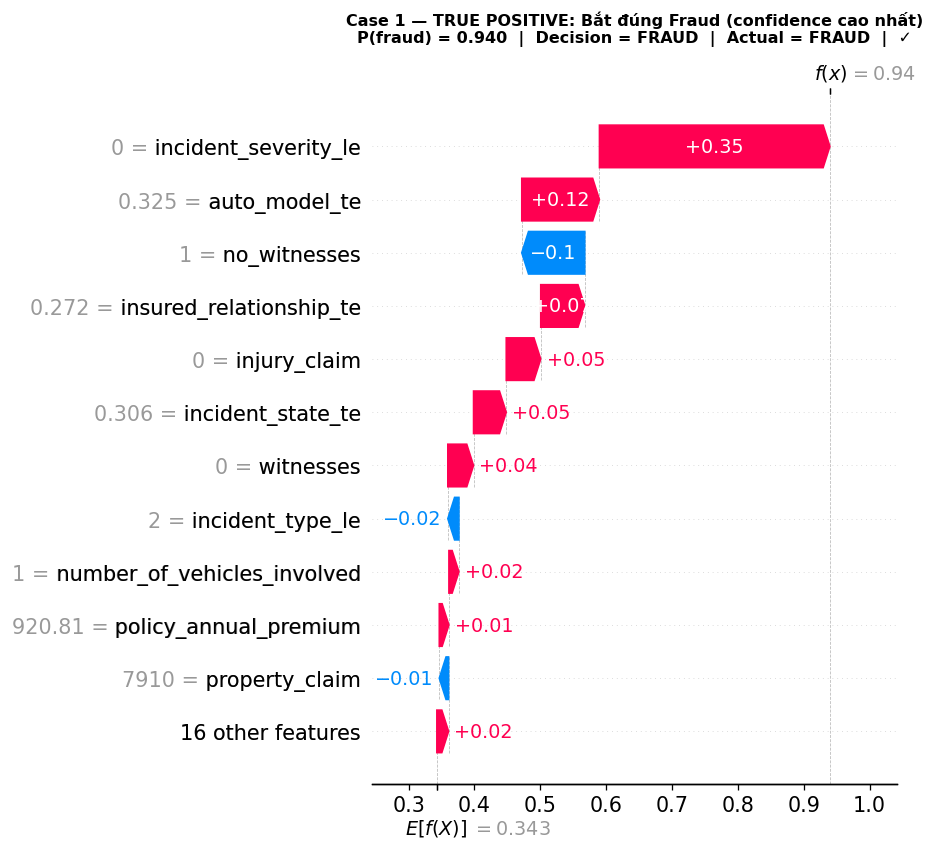 Case 1 — TRUE POSITIVE: Bắt đúng Fraud (confidence cao nhất)
P(fraud) = 0.940 | Decision = FRAUD | Actual = FRAUD | ✓
f(x) = 0.94
0 = incident_severity_le +0.35
0.325 = auto_model_te +0.12
1 = no_witnesses −0.1
0.272 = insured_relationship_te +0.07
0 = injury_claim +0.05
0.306 = incident_state_te +0.05
0 = witnesses +0.04
2 = incident_type_le −0.02
1 = number_of_vehicles_involved +0.02
920.81 = policy_annual_premium +0.01
7910 = property_claim −0.01
16 other features +0.02
0.3 0.4 0.5 0.6 0.7 0.8 0.9 1.0
E[f(X)] = 0.343